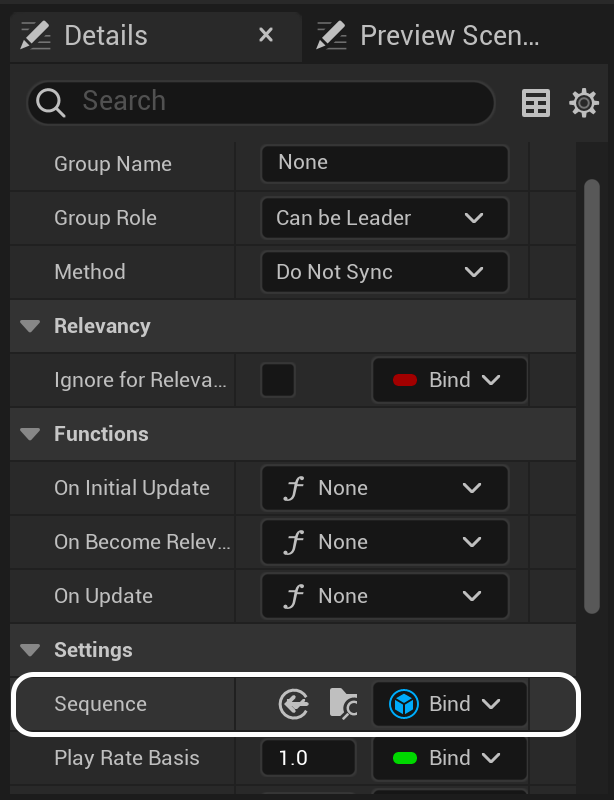 Details
Preview Scen...
Search
Group Name None
Group Role Can be Leader
Method Do Not Sync
Relevancy
Ignore for Releva... Bind
Functions
On Initial Update f None
On Become Relev... f None
On Update f None
Settings
Sequence Bind
Play Rate Basis 1.0 Bind